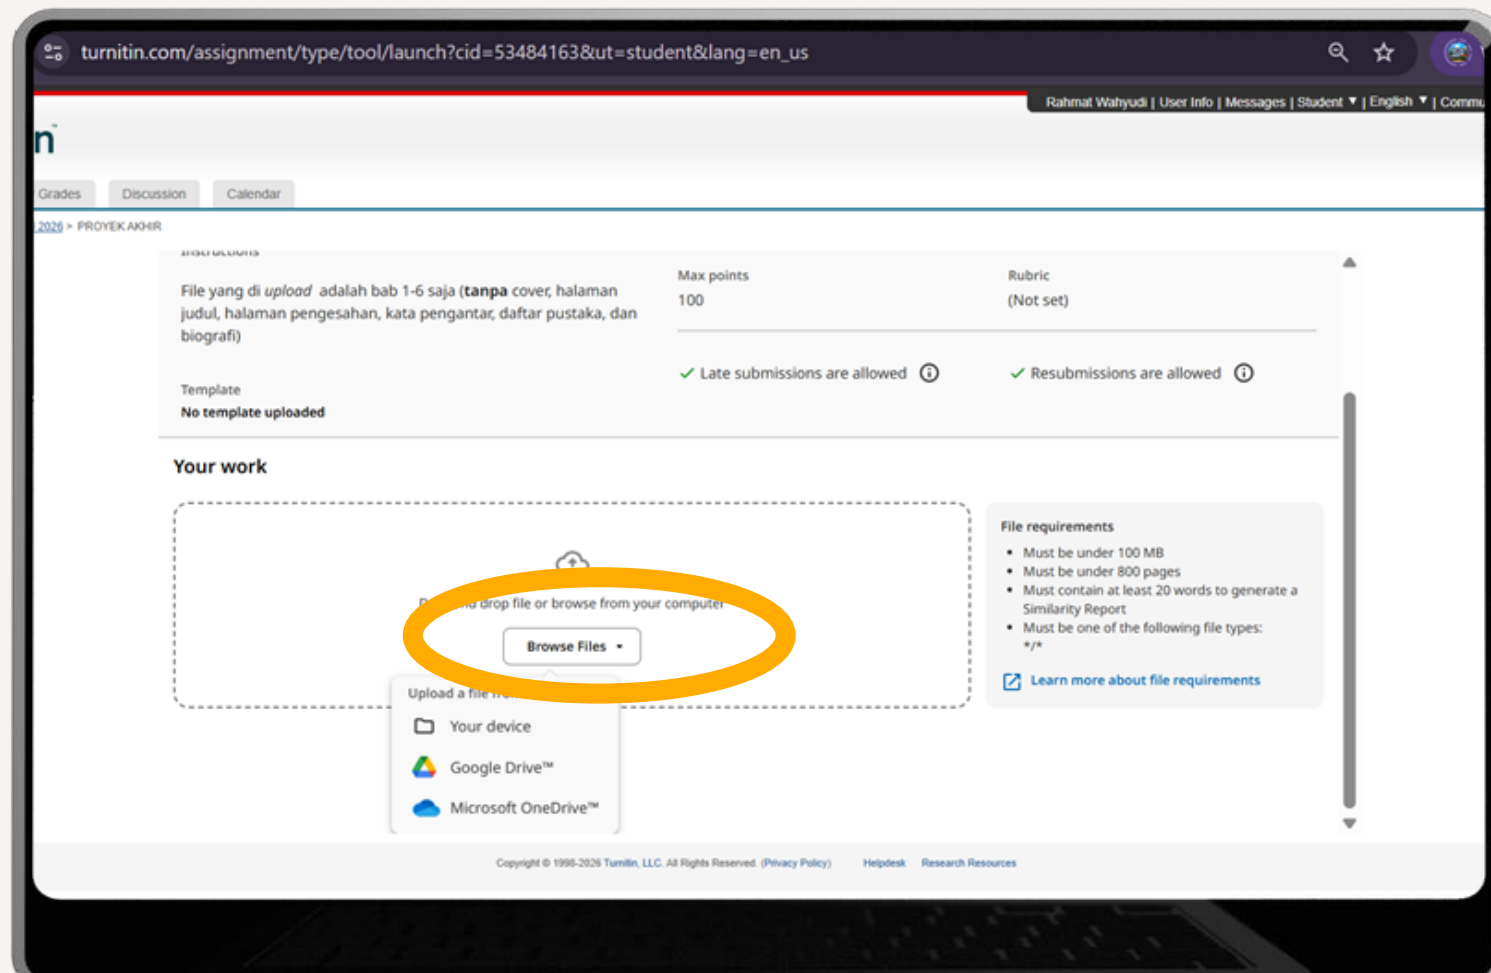 turnitin.com/assignment/type/tool/launch?cid=53484163&ut=student&lang=en_us
Rahmat Wahyudi | User Info | Messages | Student ▼ | English ▼ | Commu
n
Grades
Discussion
Calendar
2026 > PROYEK AKHIR
Instructions
File yang di upload adalah bab 1-6 saja (tanpa cover, halaman
judul, halaman pengesahan, kata pengantar, daftar pustaka, dan
biografi)
Template
No template uploaded
Max points
100
Rubric
(Not set)
Late submissions are allowed
Resubmissions are allowed
Your work
drop file or browse from your computer
Browse Files
Upload a file
Your device
Google Drive™
Microsoft OneDrive™
File requirements
• Must be under 100 MB
• Must be under 800 pages
• Must contain at least 20 words to generate a
Similarity Report
• Must be one of the following file types:
*/*
Learn more about file requirements
Copyright © 1998-2026 Turnitin, LLC. All Rights Reserved. (Privacy Policy) Helpdesk Research Resources